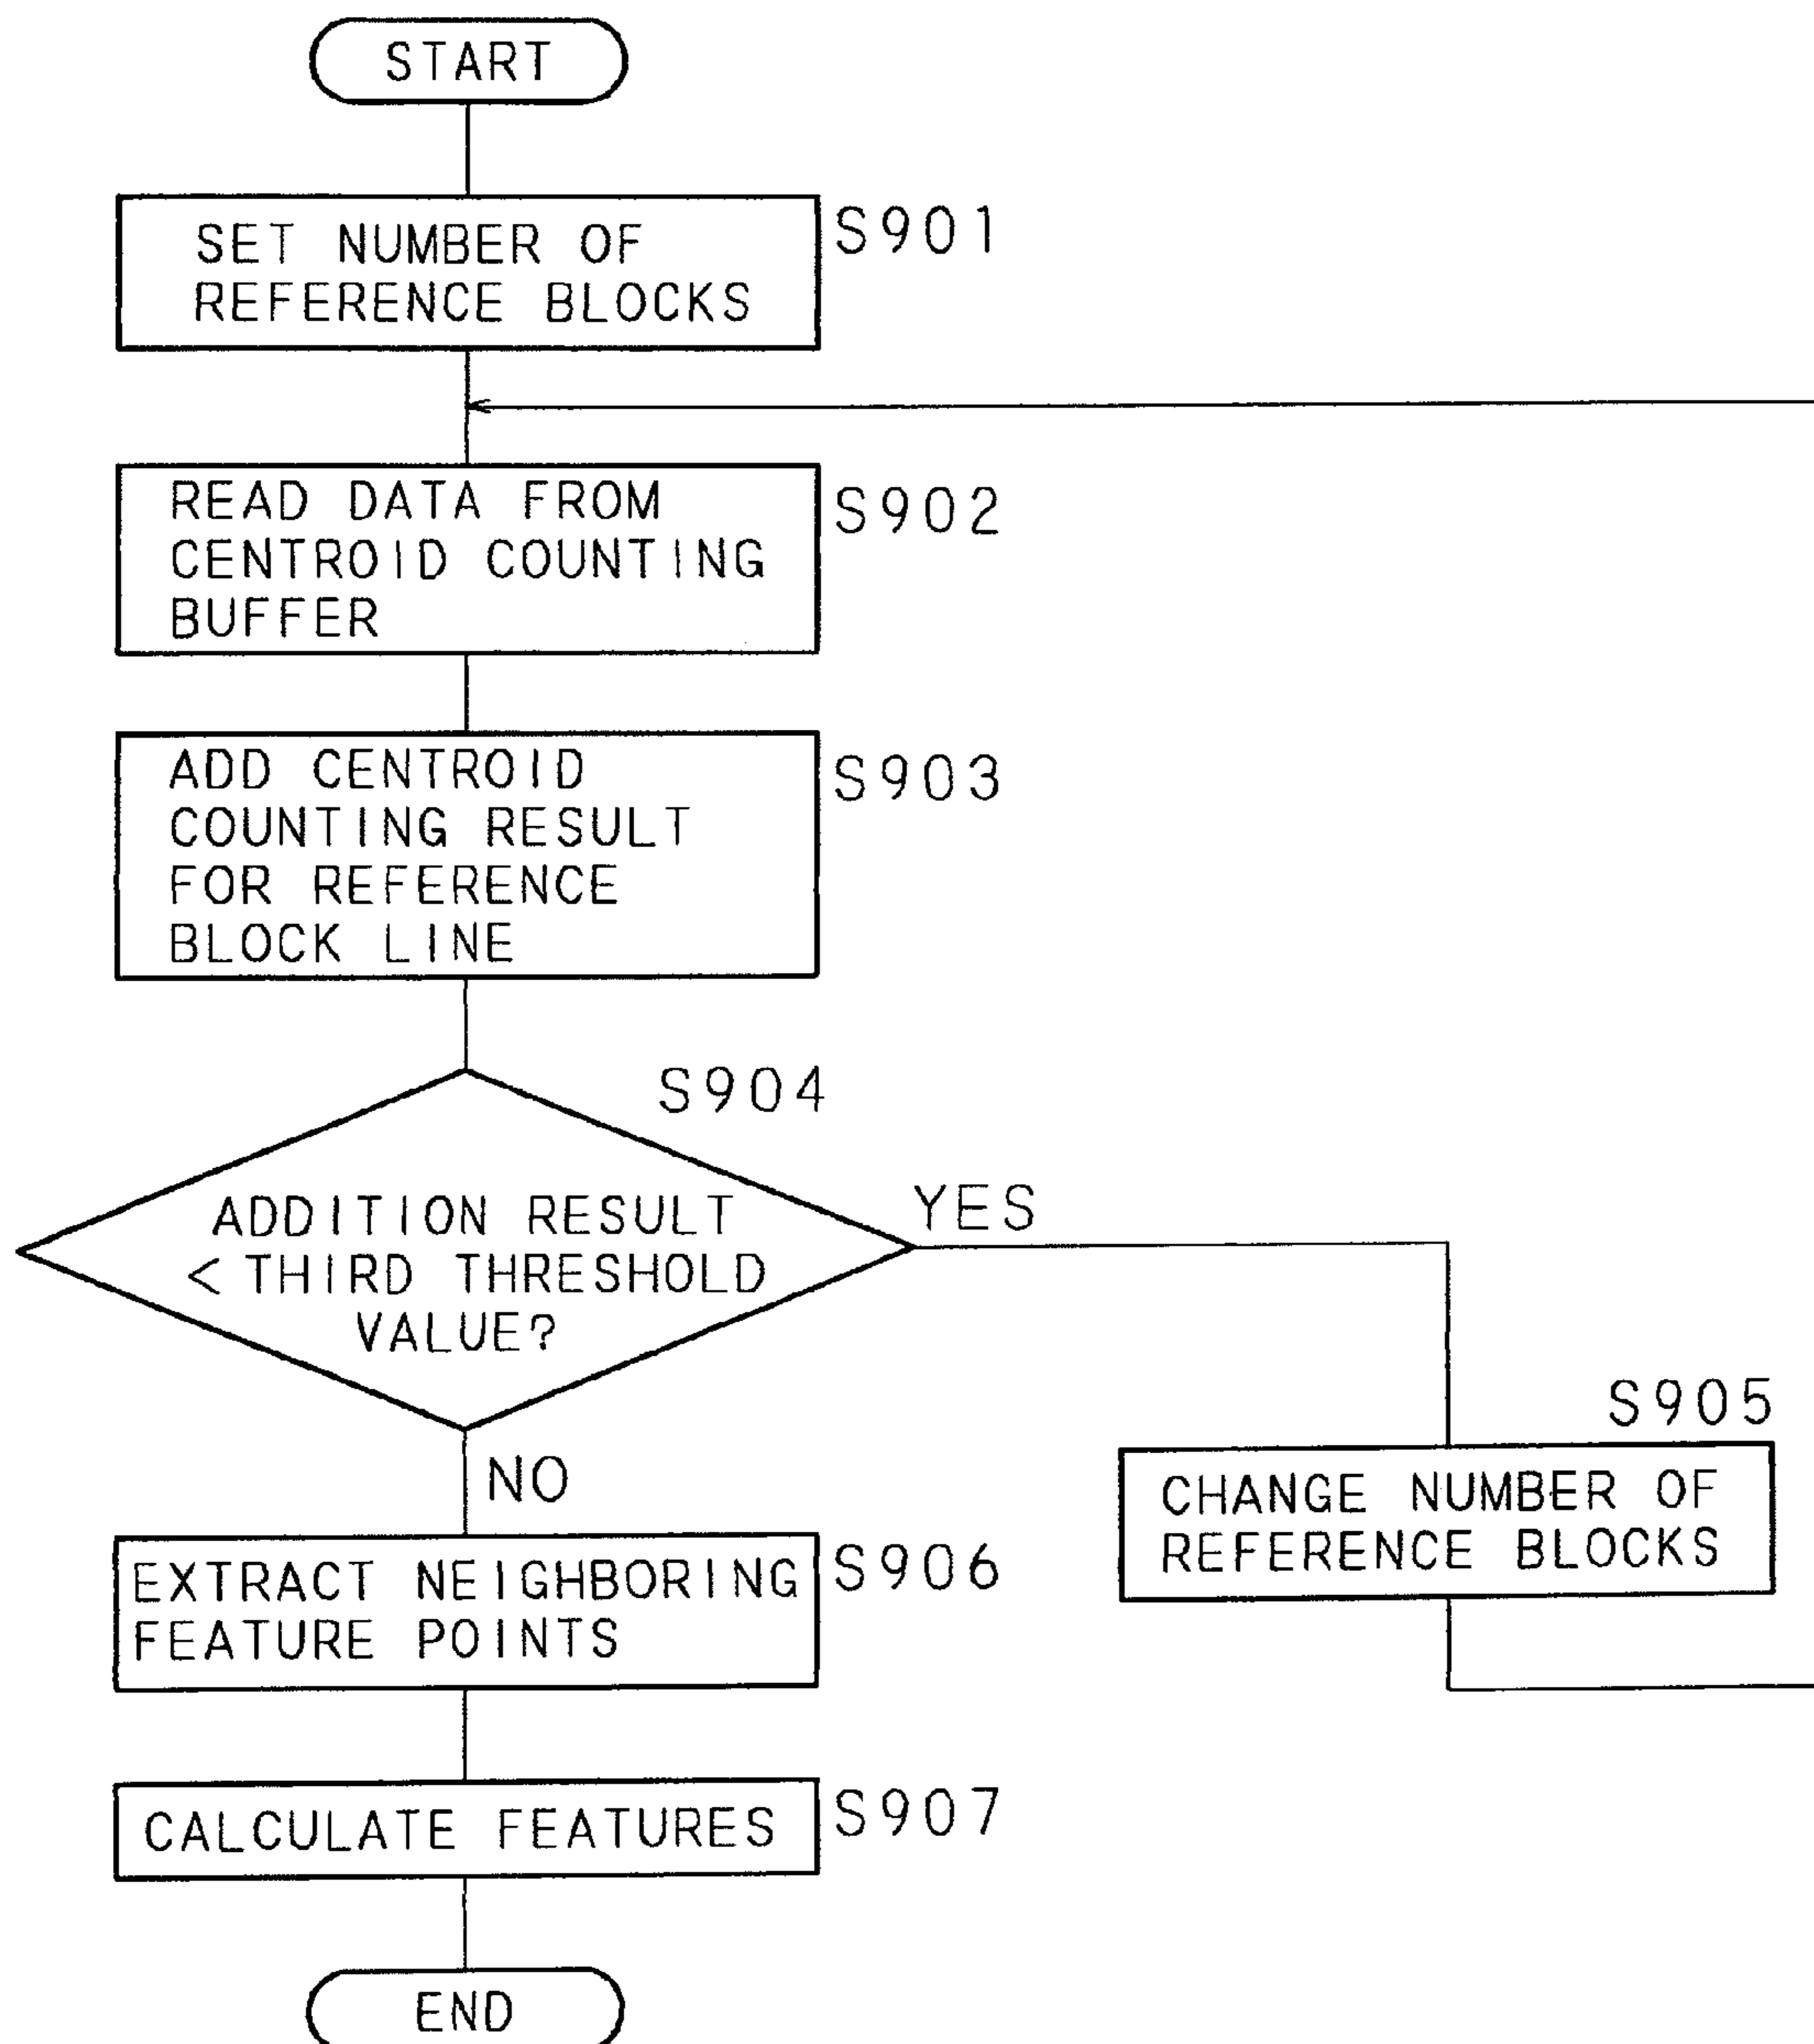 START
SET NUMBER OF
REFERENCE BLOCKS
S901
READ DATA FROM
CENTROID COUNTING
BUFFER
S902
ADD CENTROID
COUNTING RESULT
FOR REFERENCE
BLOCK LINE
S903
S904
ADDITION RESULT
< THIRD THRESHOLD
VALUE?
YES
NO
S905
CHANGE NUMBER OF
REFERENCE BLOCKS
EXTRACT NEIGHBORING
FEATURE POINTS
S906
CALCULATE FEATURES
S907
END